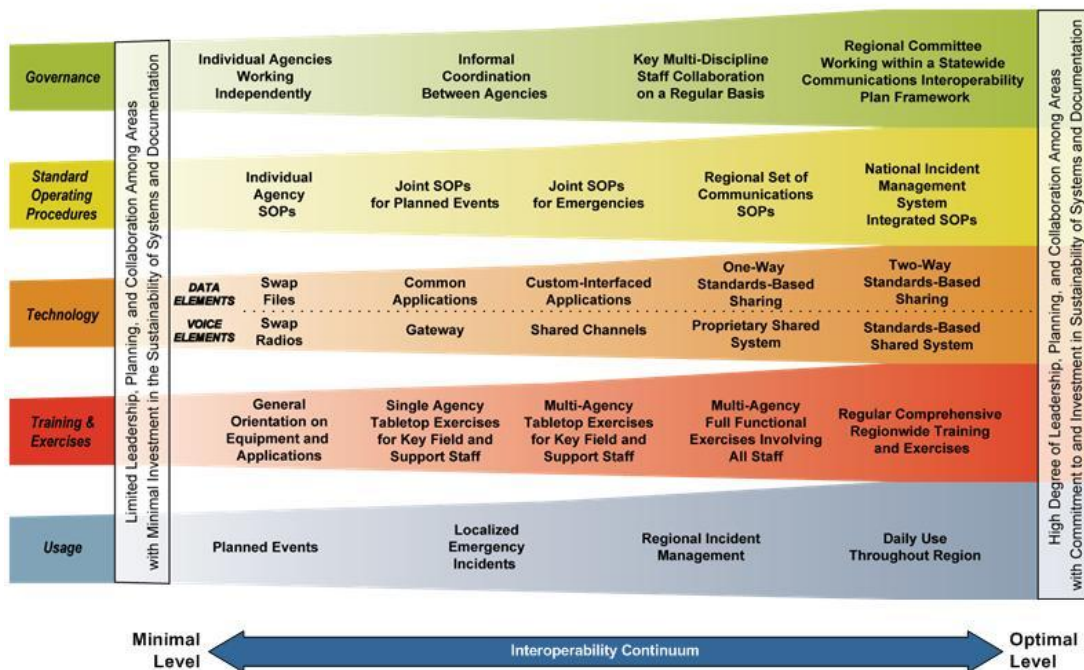 Limited Leadership, Planning, and Collaboration Among Areas
with Minimal Investment in the Sustainability of Systems and Documentation
Governance
Individual Agencies
Working
Independently
Informal
Coordination
Between Agencies
Key Multi-Discipline
Staff Collaboration
on a Regular Basis
Regional Committee
Working within a Statewide
Communications Interoperability
Plan Framework
Standard
Operating
Procedures
Individual
Agency
SOPs
Joint SOPs
for Planned Events
Joint SOPs
for Emergencies
Regional Set of
Communications
SOPs
National Incident
Management
System
Integrated SOPs
Technology
DATA
ELEMENTS
Swap
Files
Common
Applications
Custom-Interfaced
Applications
One-Way
Standards-Based
Sharing
Two-Way
Standards-Based
Sharing
VOICE
ELEMENTS
Swap
Radios
Gateway
Shared Channels
Proprietary Shared
System
Standards-Based
Shared System
Training &
Exercises
General
Orientation on
Equipment and
Applications
Single Agency
Tabletop Exercises
for Key Field and
Support Staff
Multi-Agency
Tabletop Exercises
for Key Field and
Support Staff
Multi-Agency
Full Functional
Exercises Involving
All Staff
Regular Comprehensive
Regionwide Training
and Exercises
Usage
Planned Events
Localized
Emergency
Incidents
Regional Incident
Management
Daily Use
Throughout Region
High Degree of Leadership, Planning, and Collaboration Among Areas
with Commitment to and Investment in Sustainability of Systems and Documentation
Minimal
Level
Interoperability Continuum
Optimal
Level